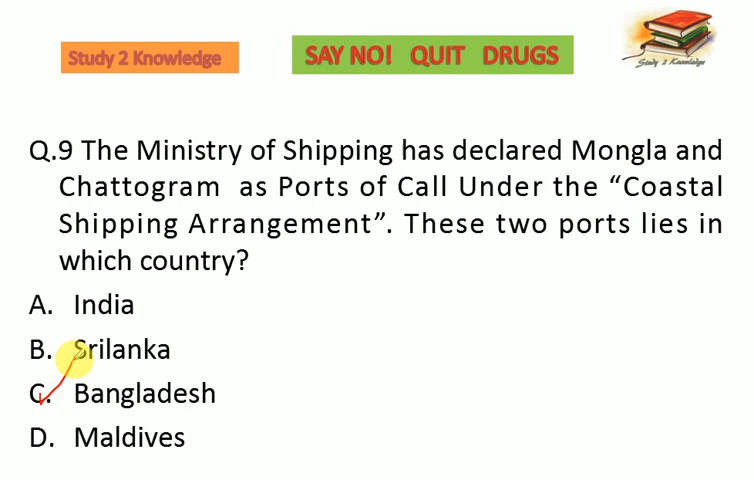 Study 2 Knowledge
SAY NO! QUIT DRUGS
Study 2 Knowledge
Q.9 The Ministry of Shipping has declared Mongla and
Chattogram as Ports of Call Under the “Coastal
Shipping Arrangement”. These two ports lies in
which country?
A. India
B. Srilanka
C. Bangladesh
D. Maldives